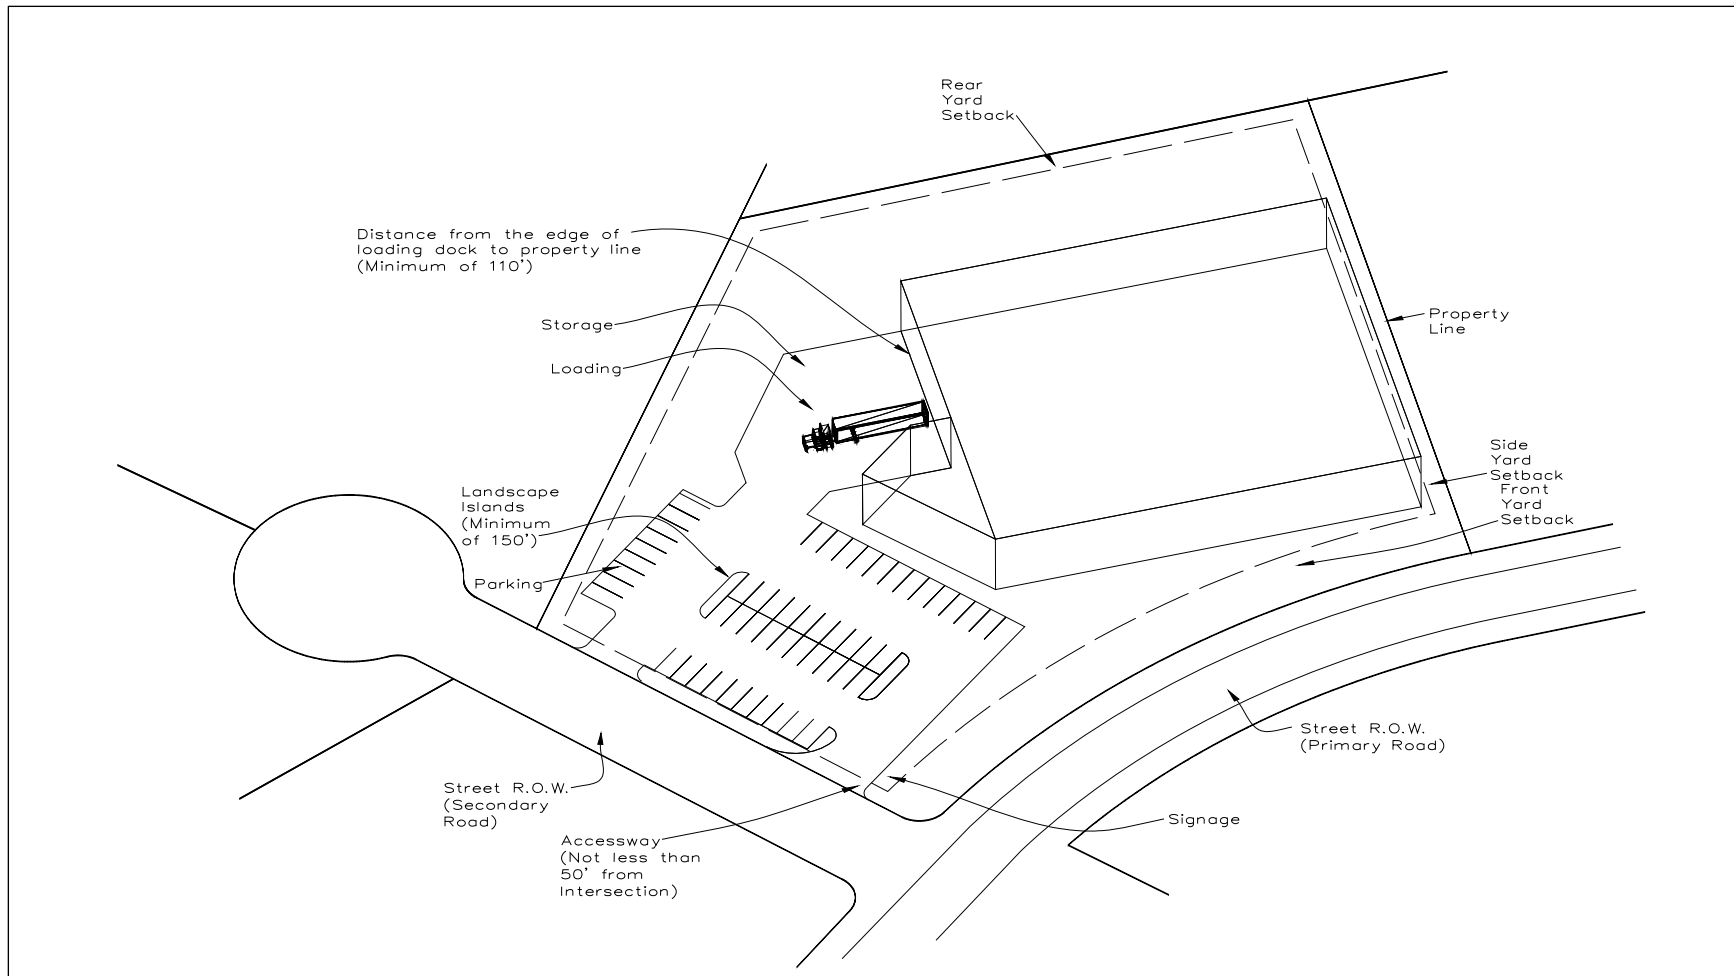 Rear
Yard
Setback
Distance from the edge of
loading dock to property line
(Minimum of 110')
Storage
Loading
Property
Line
Side
Yard
Setback
Front
Yard
Setback
Landscape
Islands
(Minimum
of 150')
Parking
Street R.O.W.
(Primary Road)
Street R.O.W.
(Secondary
Road)
Signage
Accessway
(Not less than
50' from
Intersection)